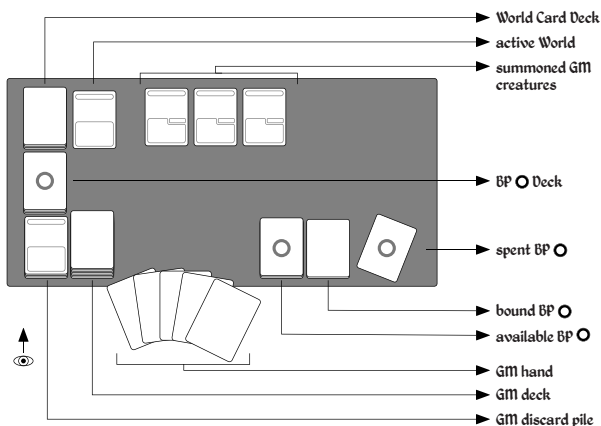 World Card Deck
active World
summoned GM
creatures
BP Deck
spent BP
bound BP
available BP
GM hand
GM deck
GM discard pile